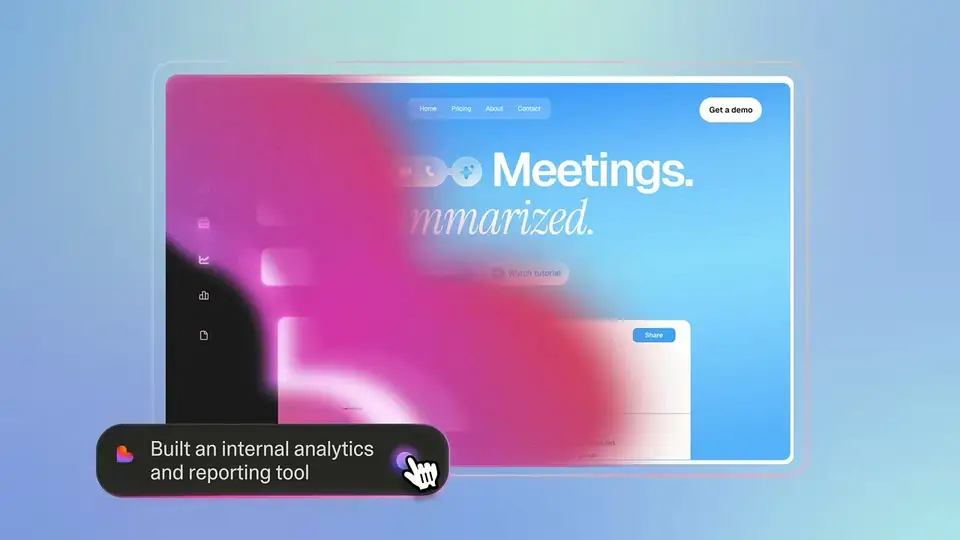 Home Pricing About Contact
Get a demo
Meetings.
mmarized.
Watch tutorial
Share
Built an internal analytics
and reporting tool